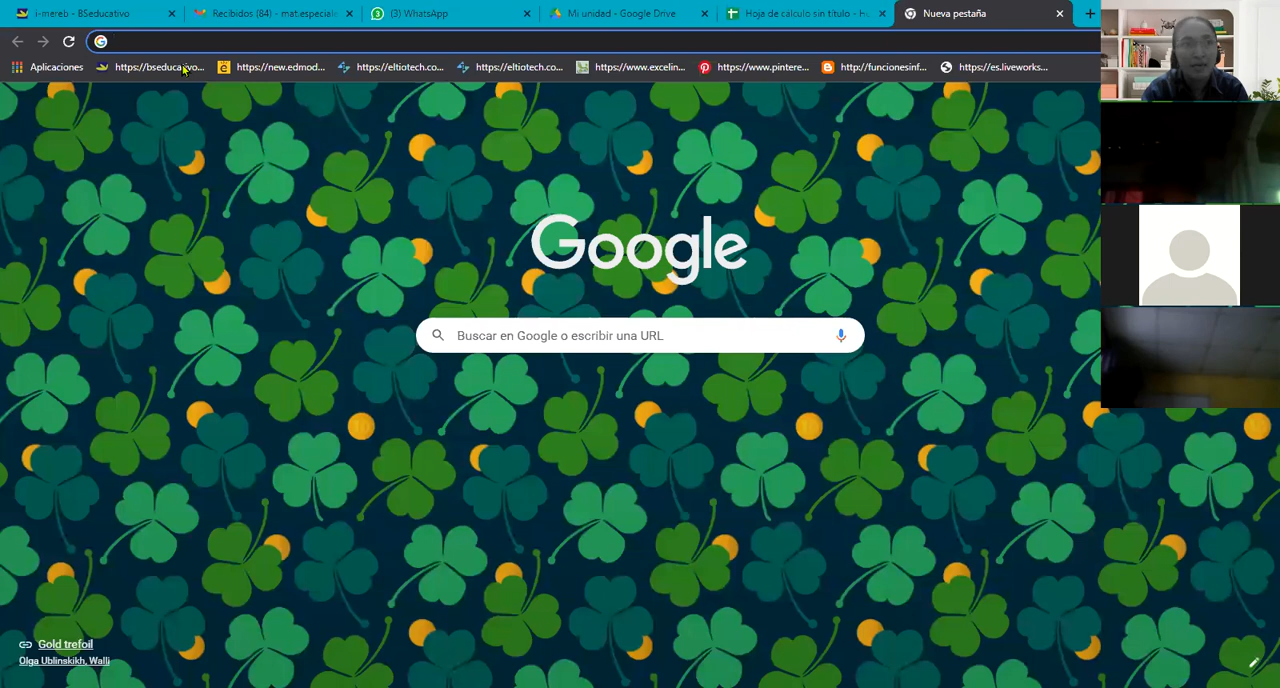 i-mereb - BSeducativo
Recibidos (84) - mat.especiale
(3) WhatsApp
Mi unidad - Google Drive
Hoja de cálculo sin título - H
Nueva pestaña
Aplicaciones
https://bseducativo...
https://new.edmod...
https://eltiotech.co...
https://eltiotech.co...
https://www.excelin...
https://www.pintere...
http://funcionesinf...
https://es.liveworks...
Google
Buscar en Google o escribir una URL
Gold trefoil
Olga Ublinskikh, Walli